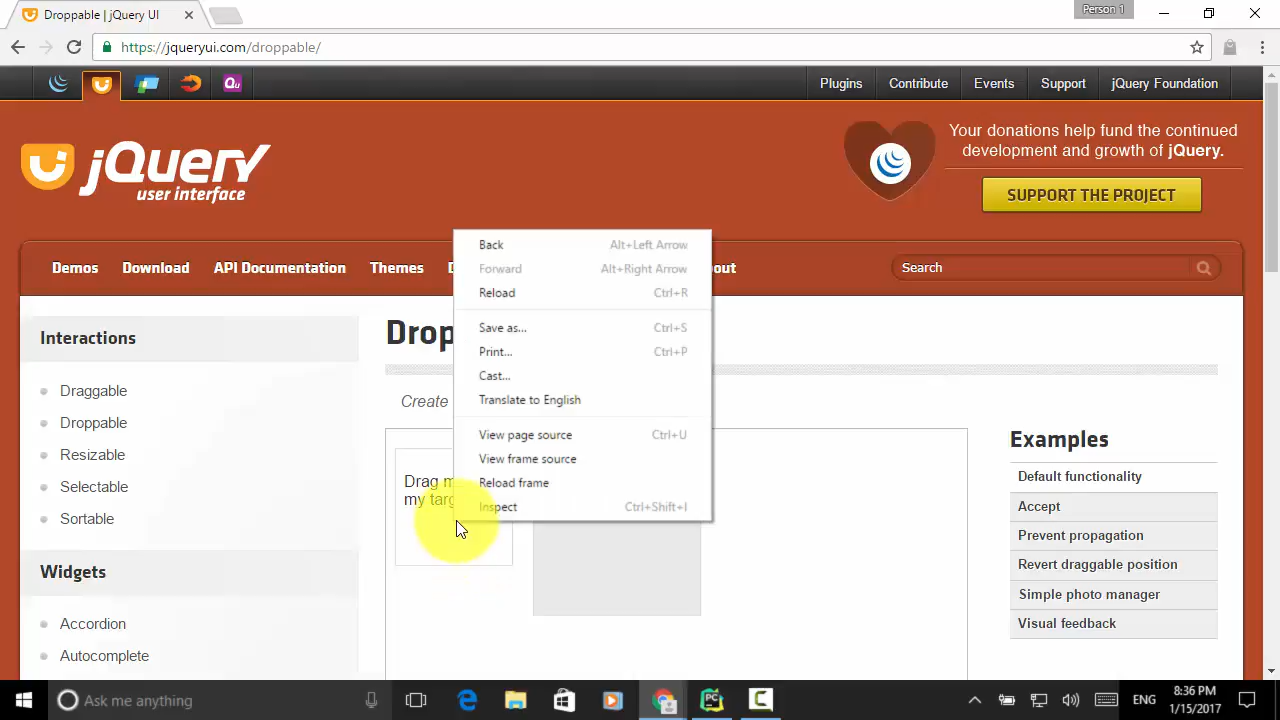 Droppable | jQuery UI
Person 1
https://jqueryui.com/droppable/
Plugins
Contribute
Events
Support
jQuery Foundation
jQuery
user interface
Your donations help fund the continued
development and growth of jQuery.
SUPPORT THE PROJECT
Demos
Download
API Documentation
Themes
Search
Back Alt+Left Arrow
Forward Alt+Right Arrow
Reload Ctrl+R
Save as... Ctrl+S
Print... Ctrl+P
Cast...
Translate to English
View page source Ctrl+U
View frame source
Reload frame
Inspect Ctrl+Shift+I
Interactions
Draggable
Droppable
Resizable
Selectable
Sortable
Widgets
Accordion
Autocomplete
Create
Drag
my
Examples
Default functionality
Accept
Prevent propagation
Revert draggable position
Simple photo manager
Visual feedback
Ask me anything
ENG
8:36 PM
1/15/2017